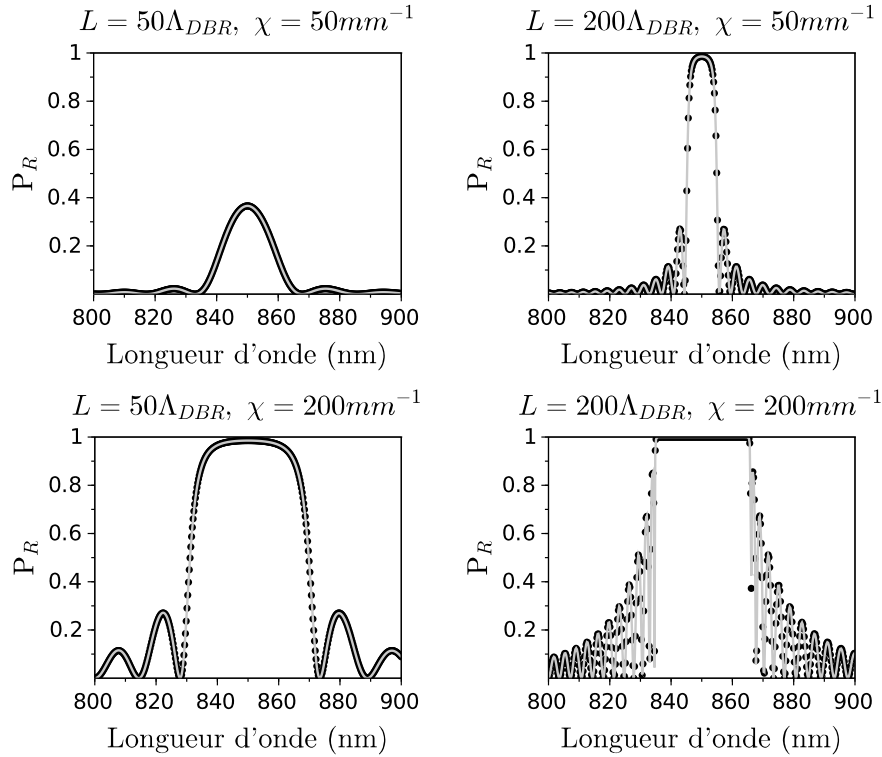 L = 50Λ_DBR, χ = 50mm⁻¹
P_R
1
0.8
0.6
0.4
0.2
800 820 840 860 880 900
Longueur d'onde (nm)
L = 200Λ_DBR, χ = 50mm⁻¹
P_R
1
0.8
0.6
0.4
0.2
800 820 840 860 880 900
Longueur d'onde (nm)
L = 50Λ_DBR, χ = 200mm⁻¹
P_R
1
0.8
0.6
0.4
0.2
800 820 840 860 880 900
Longueur d'onde (nm)
L = 200Λ_DBR, χ = 200mm⁻¹
P_R
1
0.8
0.6
0.4
0.2
800 820 840 860 880 900
Longueur d'onde (nm)